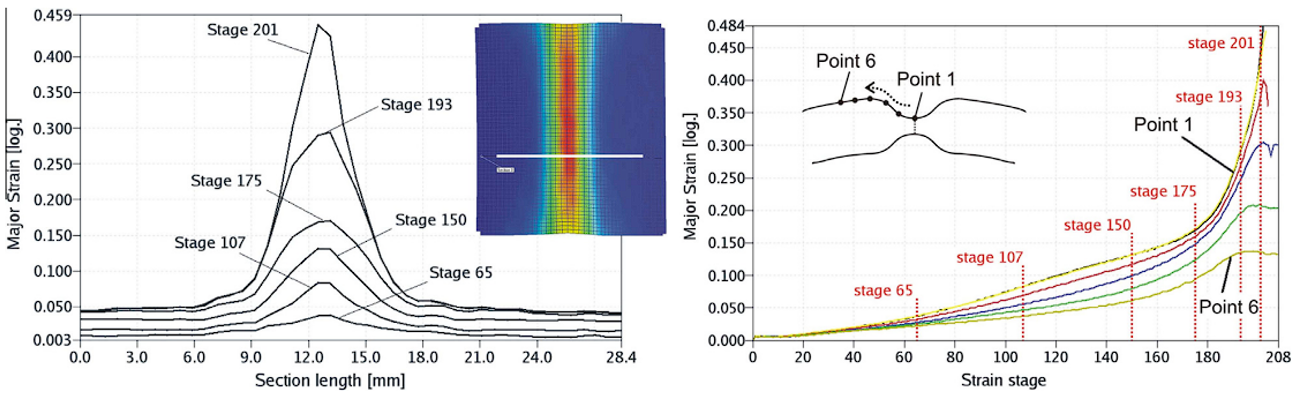 0.459
0.400
0.350
0.300
0.250
0.200
0.150
0.100
0.050
0.003
Major Strain [log.]
Stage 201
Stage 193
Stage 175
Stage 150
Stage 107
Stage 65
0.0 3.0 6.0 9.0 12.0 15.0 18.0 21.0 24.0 28.4
Section length [mm]
0.484
0.450
0.400
0.350
0.300
0.250
0.200
0.150
0.100
0.050
0.000
Major Strain [log.]
Point 6
Point 1
stage 201
stage 193
Point 1
stage 175
stage 150
stage 107
stage 65
Point 6
0 20 40 60 80 100 120 140 160 180 208
Strain stage